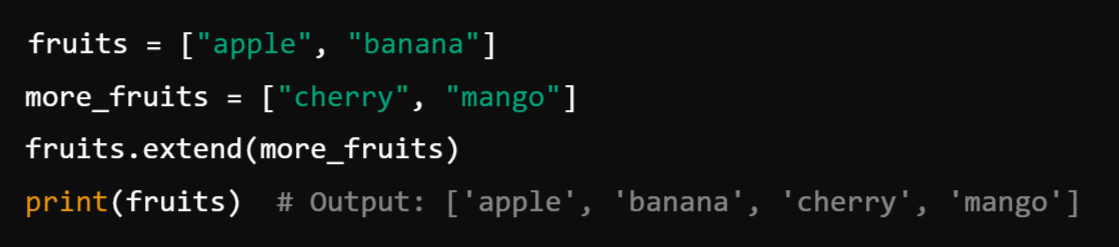 fruits = ["apple", "banana"]
more_fruits = ["cherry", "mango"]
fruits.extend(more_fruits)
print(fruits)  # Output: ['apple', 'banana', 'cherry', 'mango']